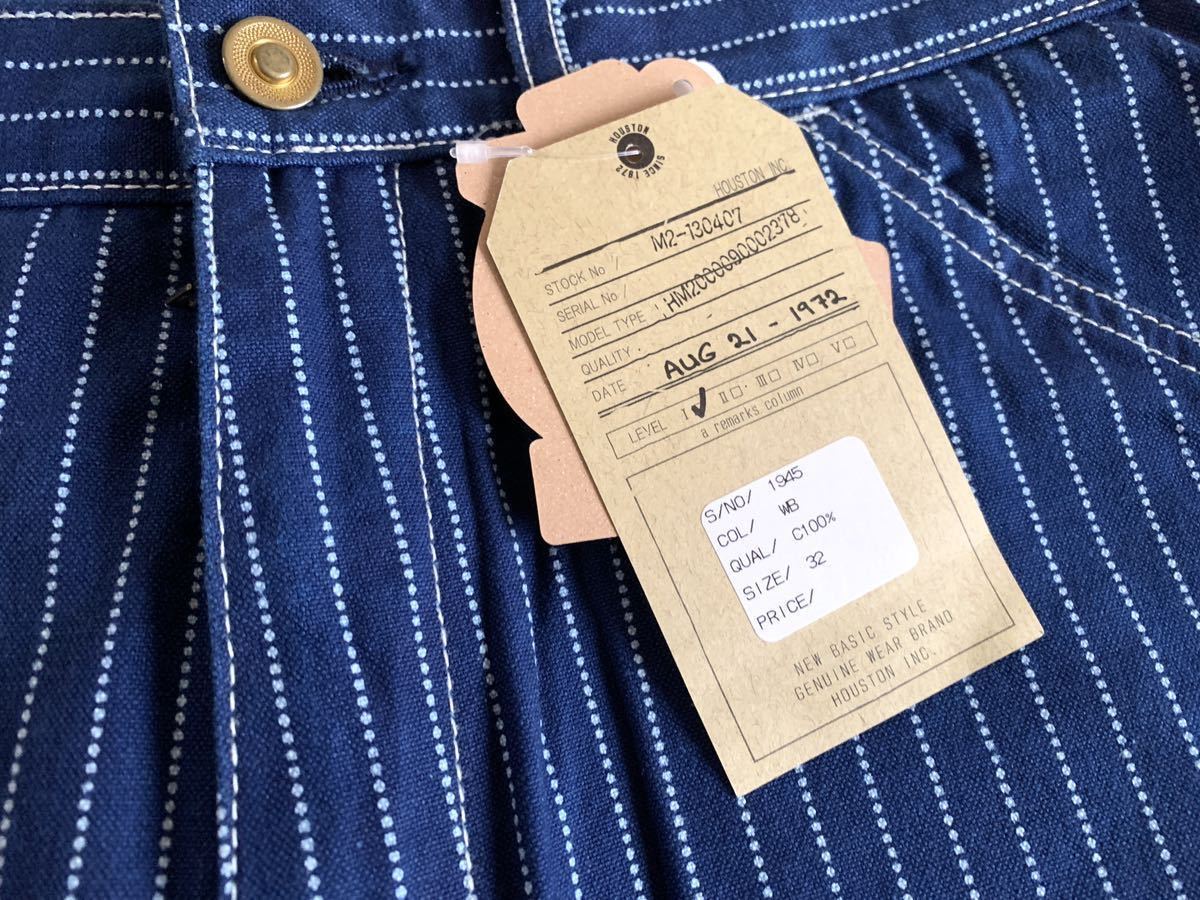 HOUSTON
SINCE 1972
HOUSTON INC.
STOCK No / M2-130407
SERIAL No /
MODEL TYPE HM2000090002378
QUALITY
DATE AUG 21 - 1972
LEVEL I ✓ II □ III □ IV □ V □
a remarks column
S/NO/ 1945
COL/ WB
QUAL/ C100%
SIZE/ 32
PRICE/
NEW BASIC STYLE
GENUINE WEAR BRAND
HOUSTON INC.